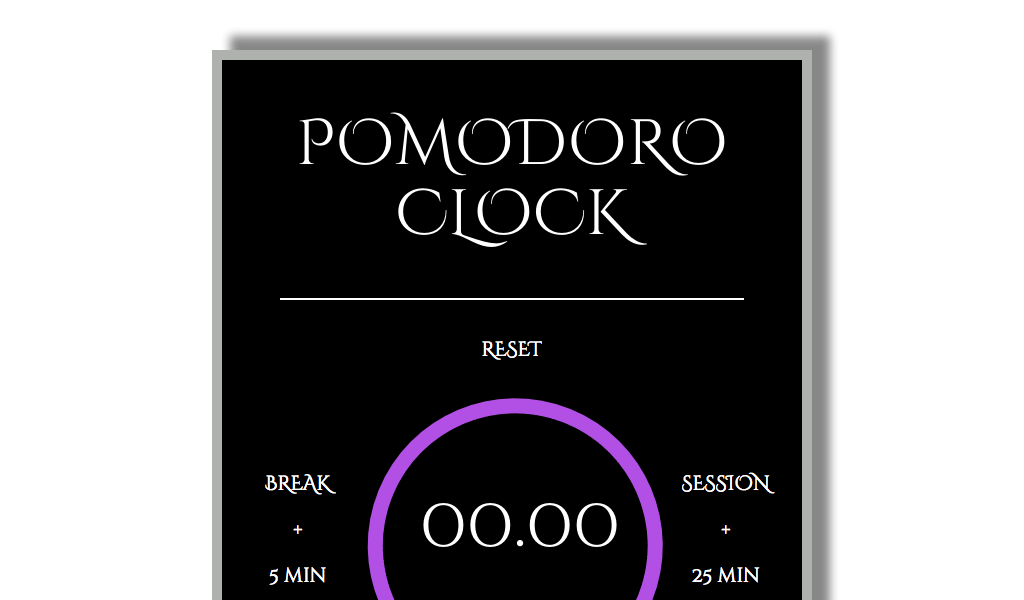 POMODORO
CLOCK
RESET
BREAK
+
5 MIN
00.00
SESSION
+
25 MIN